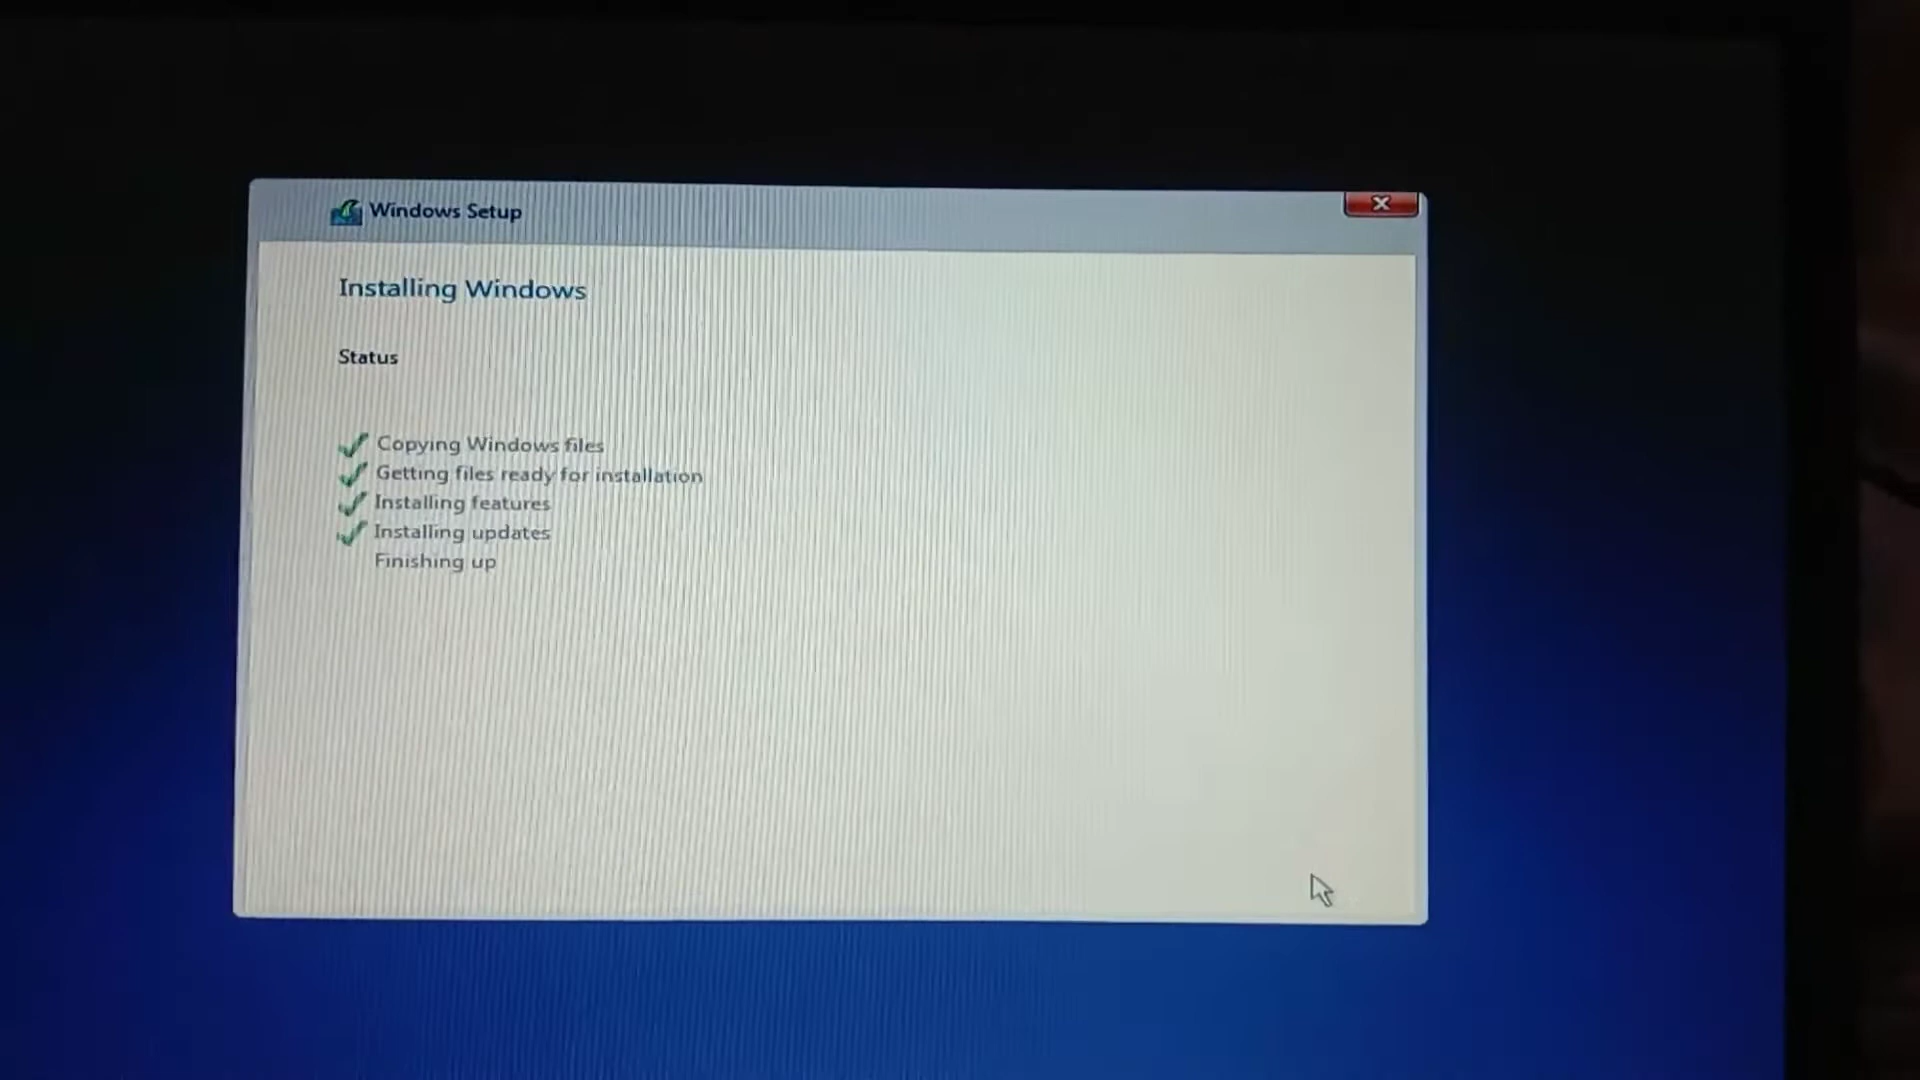 Windows Setup
Installing Windows
Status
Copying Windows files
Getting files ready for installation
Installing features
Installing updates
Finishing up